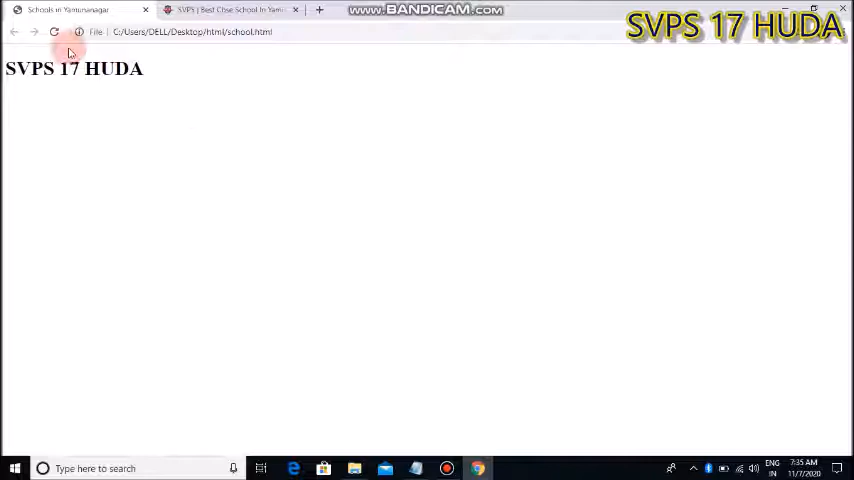 Schools in Yamunanagar
SVPS | Best Cbse School In Yam
www.BANDICAM.com
SVPS 17 HUDA
File
C:/Users/DELL/Desktop/html/school.html
SVPS 17 HUDA
Type here to search
ENG
IN
7:35 AM
11/7/2020